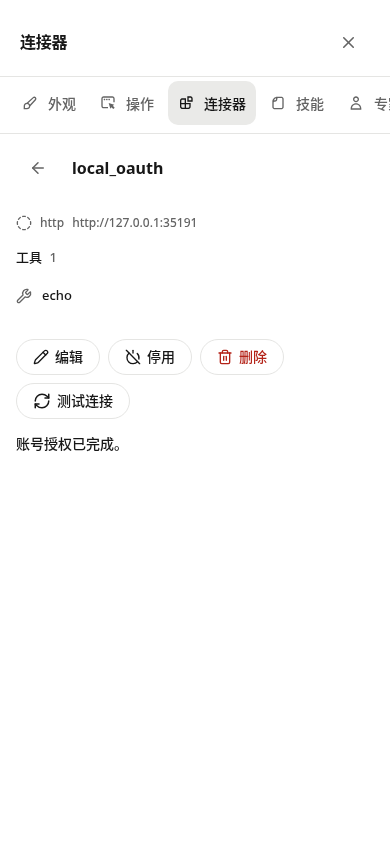 连接器
外观 操作 连接器 技能
local_oauth
http http://127.0.0.1:35191
工具 1
echo
编辑 停用 删除
测试连接
账号授权已完成。